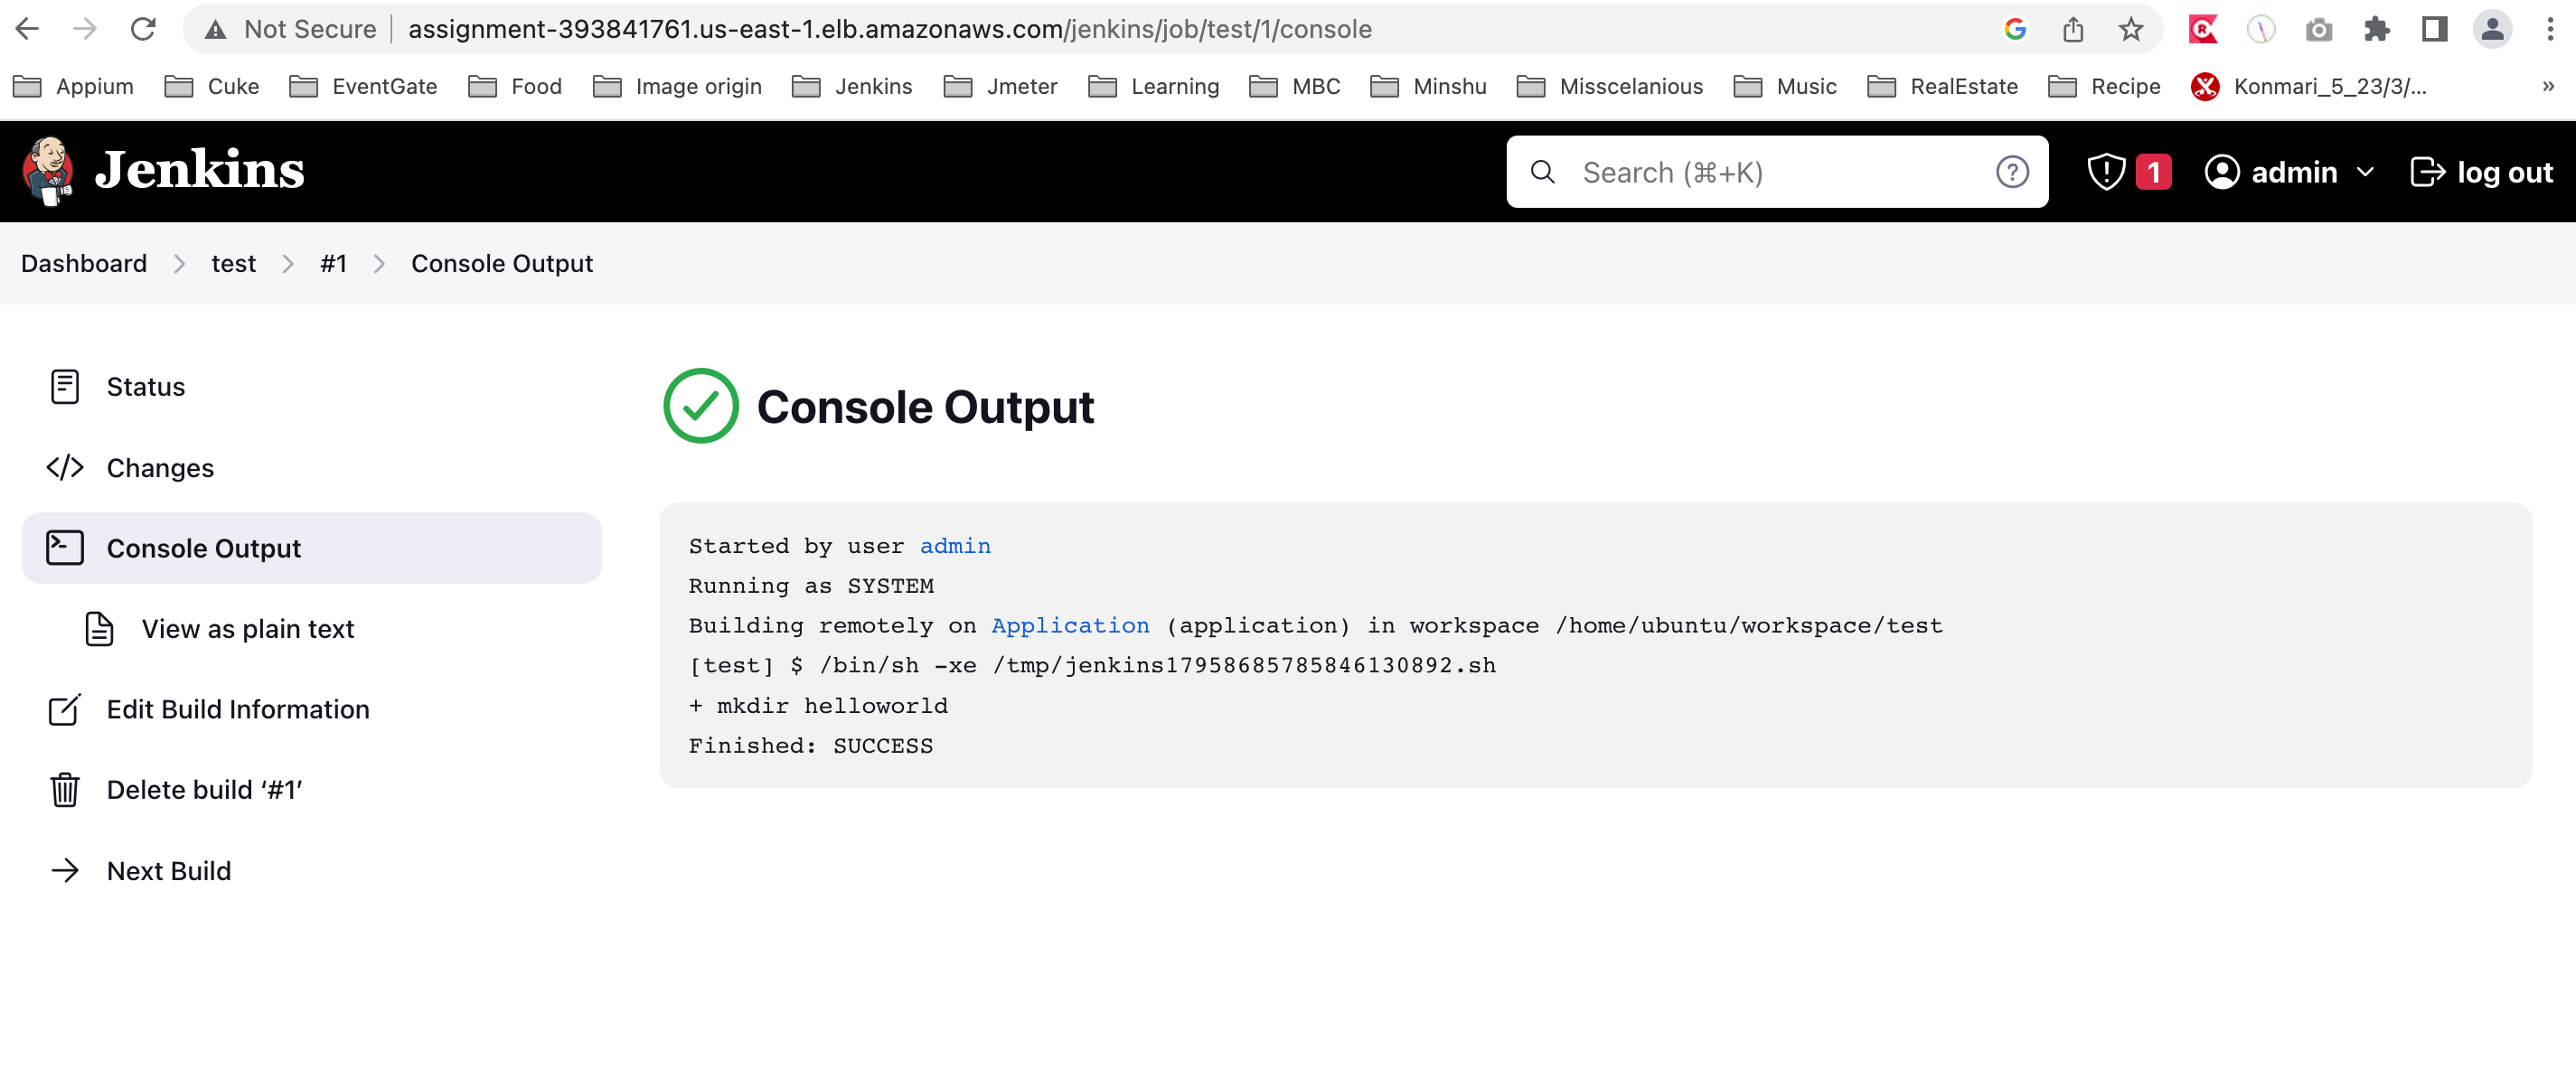 Not Secure assignment-393841761.us-east-1.elb.amazonaws.com/jenkins/job/test/1/console
Appium Cuke EventGate Food Image origin Jenkins Jmeter Learning MBC Minshu Misscelanious Music RealEstate Recipe Konmari_5_23/3/... »
Jenkins Search (⌘+K) ? 1 admin log out
Dashboard test #1 Console Output
Status
Changes
Console Output
View as plain text
Edit Build Information
Delete build ‘#1’
Next Build
Console Output
Started by user admin
Running as SYSTEM
Building remotely on Application (application) in workspace /home/ubuntu/workspace/test
[test] $ /bin/sh -xe /tmp/jenkins17958685785846130892.sh
+ mkdir helloworld
Finished: SUCCESS